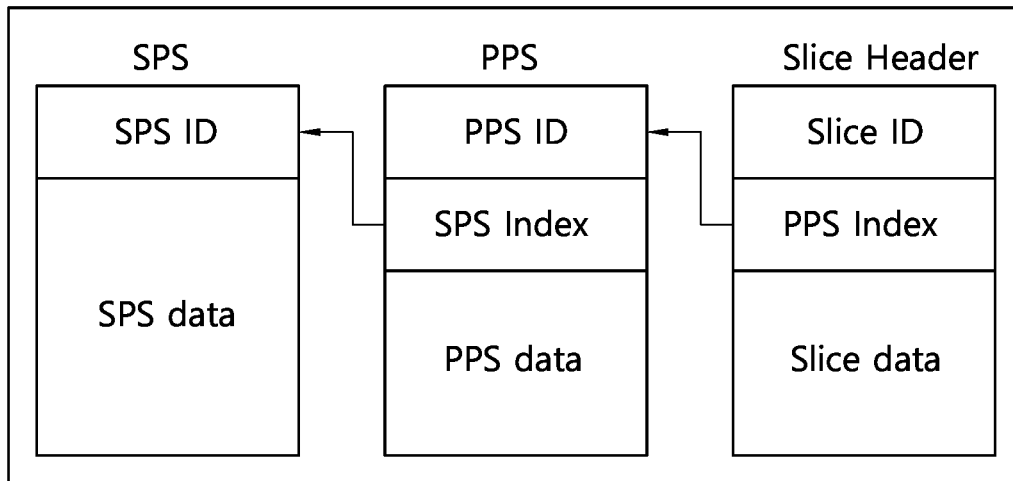 SPS
PPS
Slice Header
SPS ID
PPS ID
Slice ID
SPS Index
PPS Index
SPS data
PPS data
Slice data